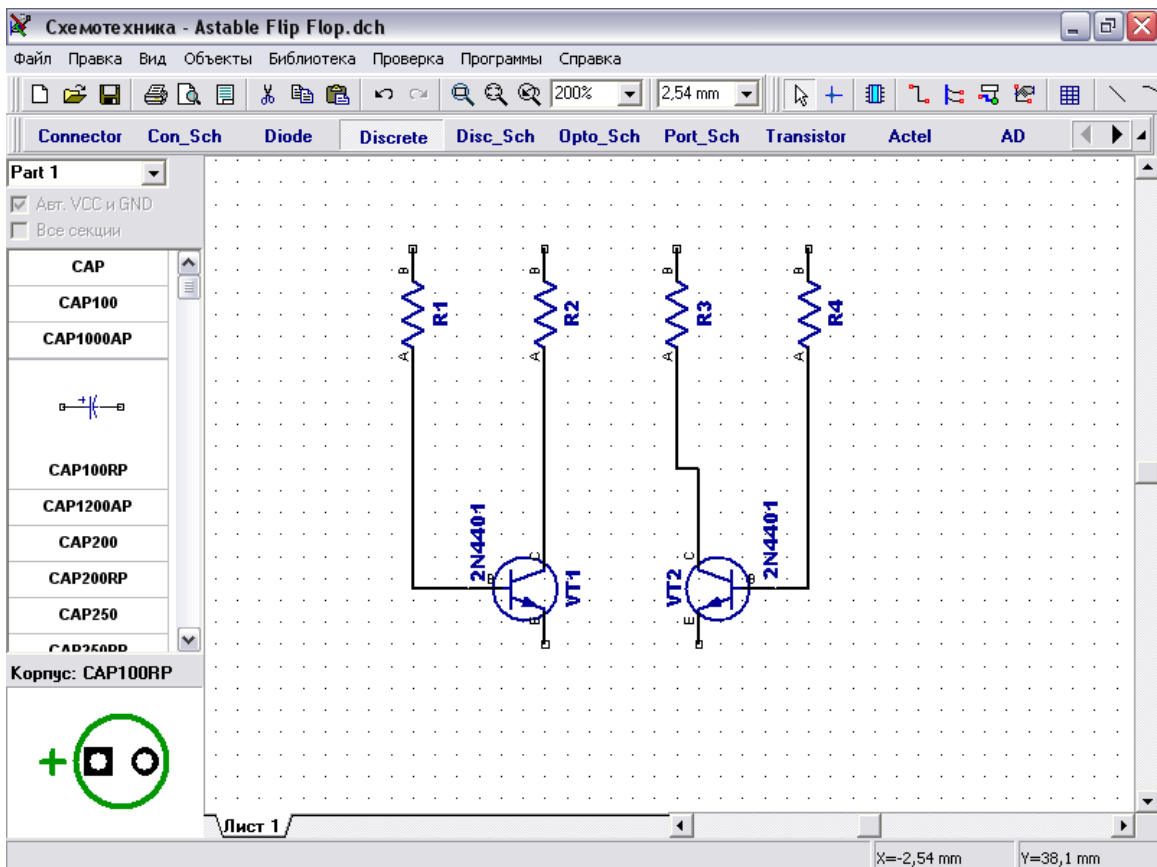 Схемотехника - Astable Flip Flop.dch
Файл Правка Вид Объекты Библиотека Проверка Программы Справка
200% 2,54 mm
Connector Con_Sch Diode Discrete Disc_Sch Opto_Sch Port_Sch Transistor Actel AD
Part 1
Авт. VCC и GND
Все секции
CAP
CAP100
CAP1000AP
CAP100RP
CAP1200AP
CAP200
CAP200RP
CAP250
CAP250RP
Корпус: CAP100RP
B B B B
R1 R2 R3 R4
A A A A
2N4401 2N4401
C C
B B
VT1 VT2
E E
Лист 1
X=-2,54 mm Y=38,1 mm